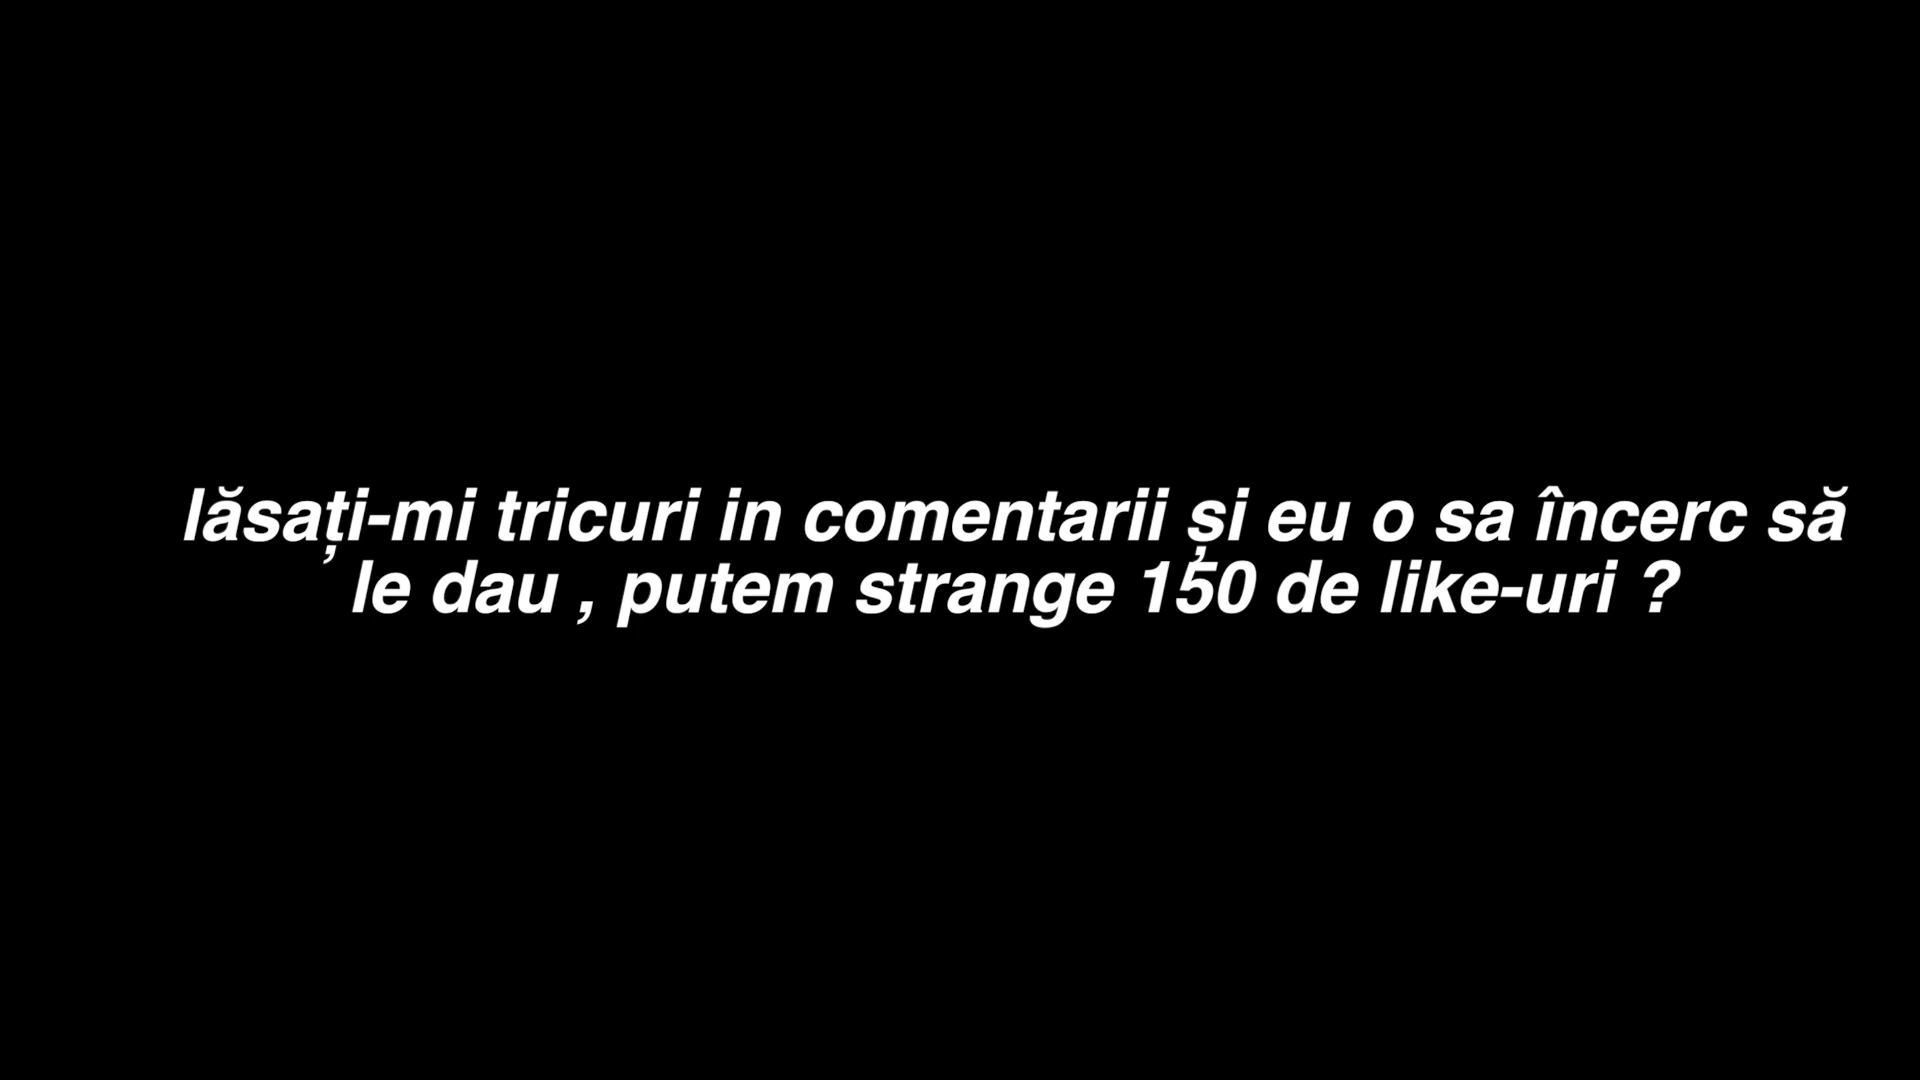 lăsați-mi tricuri in comentarii și eu o sa încerc să
le dau , putem strange 150 de like-uri ?